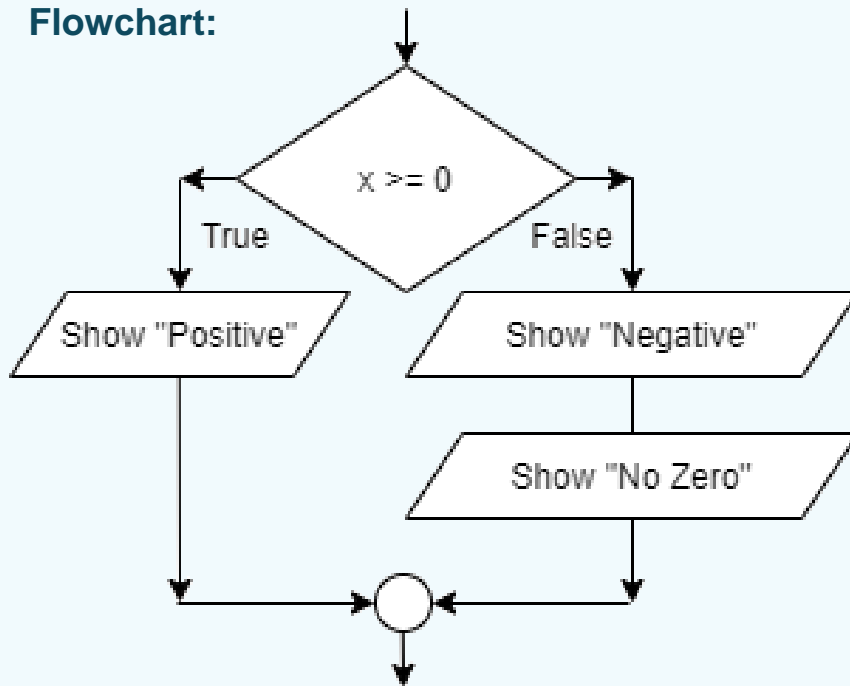 Flowchart:
x >= 0
True
False
Show "Positive"
Show "Negative"
Show "No Zero"